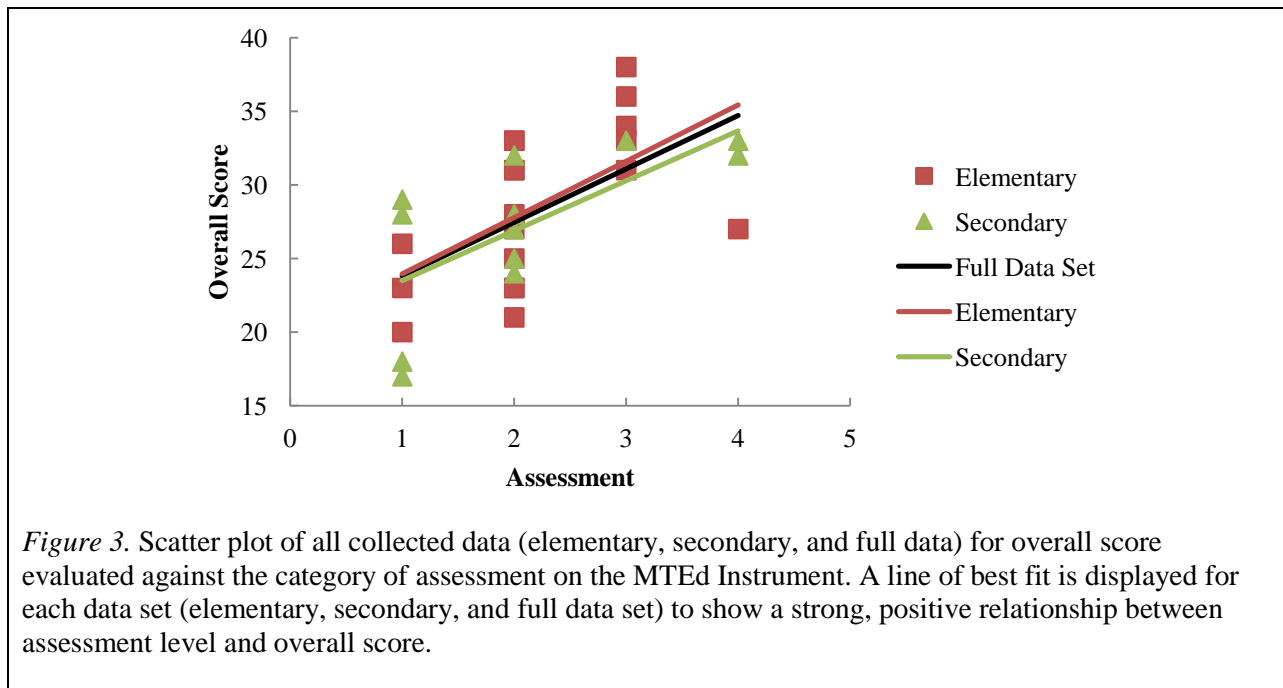 40
35
30
25
20
15
Overall Score
0 1 2 3 4 5
Assessment
Elementary
Secondary
Full Data Set
Elementary
Secondary
Figure 3. Scatter plot of all collected data (elementary, secondary, and full data) for overall score
evaluated against the category of assessment on the MTEd Instrument. A line of best fit is displayed for
each data set (elementary, secondary, and full data set) to show a strong, positive relationship between
assessment level and overall score.